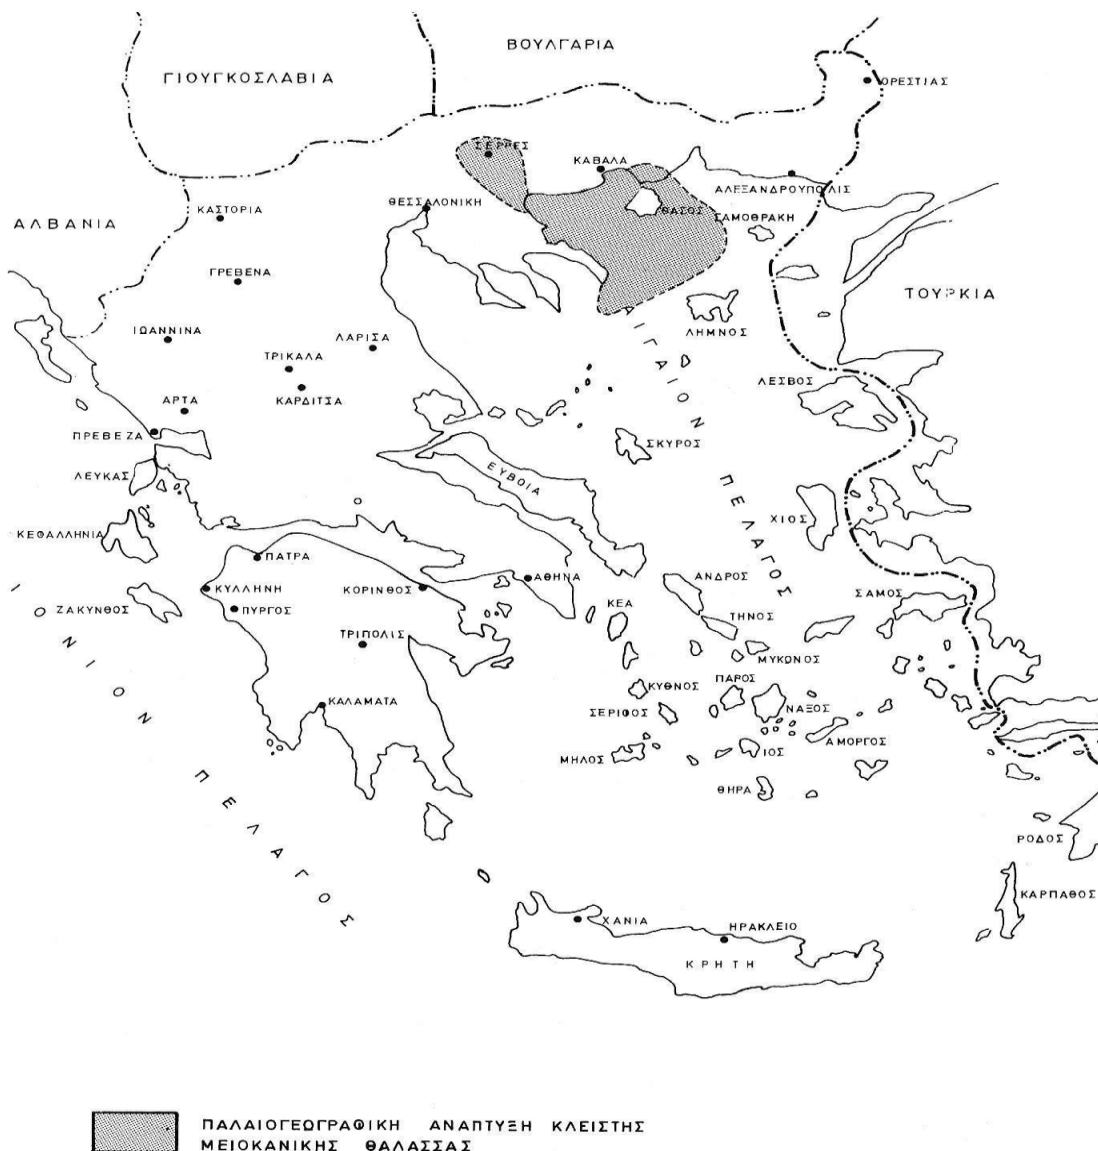 ΒΟΥΛΓΑΡΙΑ
ΓΙΟΥΓΚΟΣΛΑΒΙΑ
ΟΡΕΣΤΙΑΣ
ΣΕΡΡΕΣ
ΚΑΒΑΛΑ
ΑΛΕΞΑΝΔΡΟΥΠΟΛΙΣ
ΘΕΣΣΑΛΟΝΙΚΗ
ΚΑΣΤΟΡΙΑ
ΘΑΣΟΣ
ΣΑΜΟΘΡΑΚΗ
ΑΛΒΑΝΙΑ
ΓΡΕΒΕΝΑ
ΤΟΥΡΚΙΑ
ΛΗΜΝΟΣ
ΙΩΑΝΝΙΝΑ
ΛΑΡΙΣΑ
ΤΡΙΚΑΛΑ
ΚΑΡΔΙΤΣΑ
ΛΕΣΒΟΣ
ΑΡΤΑ
ΠΡΕΒΕΖΑ
ΑΙΓΑΙΟΝ ΠΕΛΑΓΟΣ
ΣΚΥΡΟΣ
ΕΥΒΟΙΑ
ΛΕΥΚΑΣ
ΧΙΟΣ
ΚΕΦΑΛΛΗΝΙΑ
ΠΑΤΡΑ
ΑΘΗΝΑ
ΑΝΔΡΟΣ
ΚΥΛΛΗΝΗ
ΚΟΡΙΝΘΟΣ
ΣΑΜΟΣ
ΖΑΚΥΝΘΟΣ
ΠΥΡΓΟΣ
ΚΕΑ
ΤΗΝΟΣ
ΤΡΙΠΟΛΙΣ
ΜΥΚΩΝΟΣ
ΙΟΝΙΟΝ ΠΕΛΑΓΟΣ
ΚΥΘΝΟΣ
ΠΑΡΟΣ
ΚΑΛΑΜΑΤΑ
ΣΕΡΙΦΟΣ
ΝΑΞΟΣ
ΑΜΟΡΓΟΣ
ΜΗΛΟΣ
ΙΟΣ
ΘΗΡΑ
ΡΟΔΟΣ
ΚΑΡΠΑΘΟΣ
ΧΑΝΙΑ
ΗΡΑΚΛΕΙΟ
ΚΡΗΤΗ
ΠΑΛΑΙΟΓΕΩΓΡΑΦΙΚΗ ΑΝΑΠΤΥΞΗ ΚΛΕΙΣΤΗΣ
ΜΕΙΟΚΑΝΙΚΗΣ ΘΑΛΑΣΣΑΣ